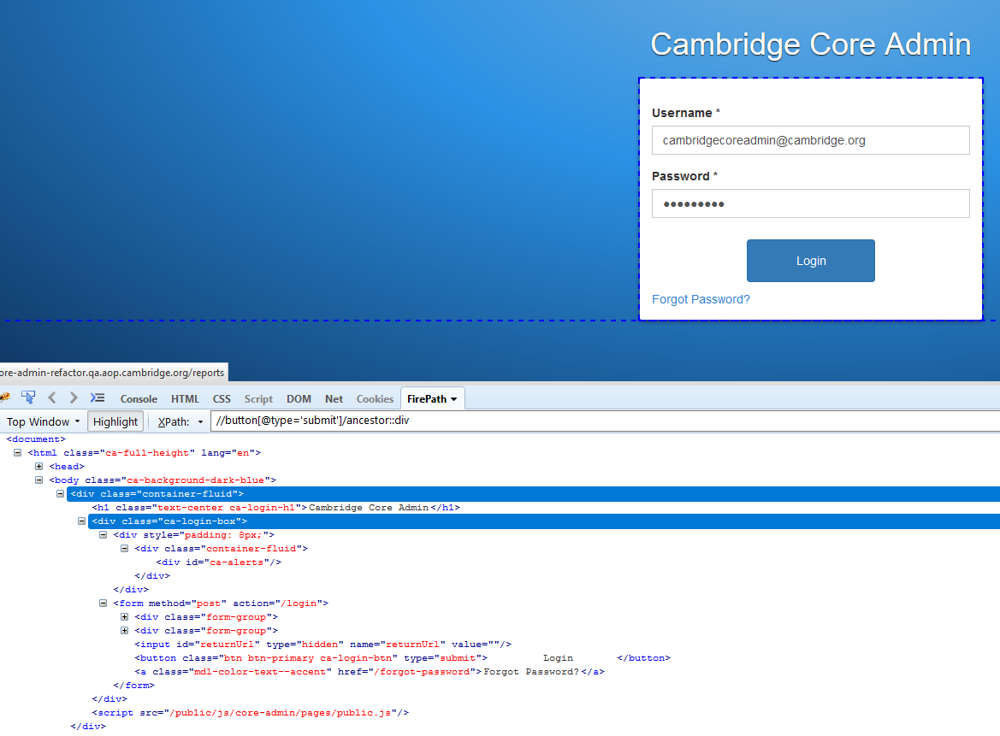 Cambridge Core Admin
Username *
cambridgecoreadmin@cambridge.org
Password *
•••••••••
Login
Forgot Password?
ore-admin-refactor.qa.aop.cambridge.org/reports
Console HTML CSS Script DOM Net Cookies FirePath
Top Window Highlight XPath: //button[@type='submit']/ancestor::div
<document>
<html class="ca-full-height" lang="en">
<head>
<body class="ca-background-dark-blue">
<div class="container-fluid">
<h1 class="text-center ca-login-h1">Cambridge Core Admin</h1>
<div class="ca-login-box">
<div style="padding: 8px;">
<div class="container-fluid">
<div id="ca-alerts"/>
</div>
</div>
<form method="post" action="/login">
<div class="form-group">
<div class="form-group">
<input id="returnUrl" type="hidden" name="returnUrl" value=""/>
<button class="btn btn-primary ca-login-btn" type="submit"> Login </button>
<a class="mdl-color-text--accent" href="/forgot-password">Forgot Password?</a>
</form>
</div>
<script src="/public/js/core-admin/pages/public.js"/>
</div>